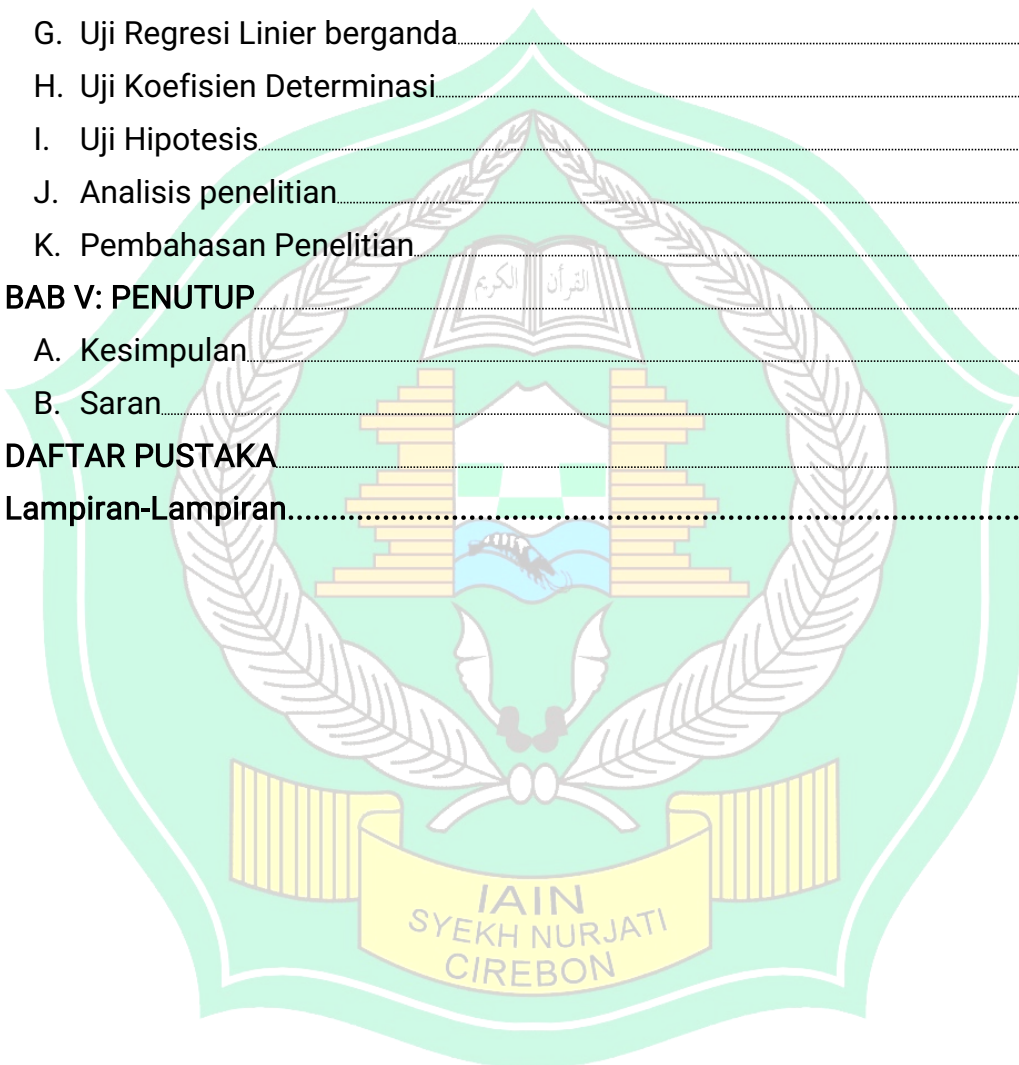 G. Uji Regresi Linier berganda
H. Uji Koefisien Determinasi
I. Uji Hipotesis
J. Analisis penelitian
K. Pembahasan Penelitian
القرآن الكريم
BAB V: PENUTUP
A. Kesimpulan
B. Saran
DAFTAR PUSTAKA
Lampiran-Lampiran
IAIN
SYEKH NURJATI
CIREBON